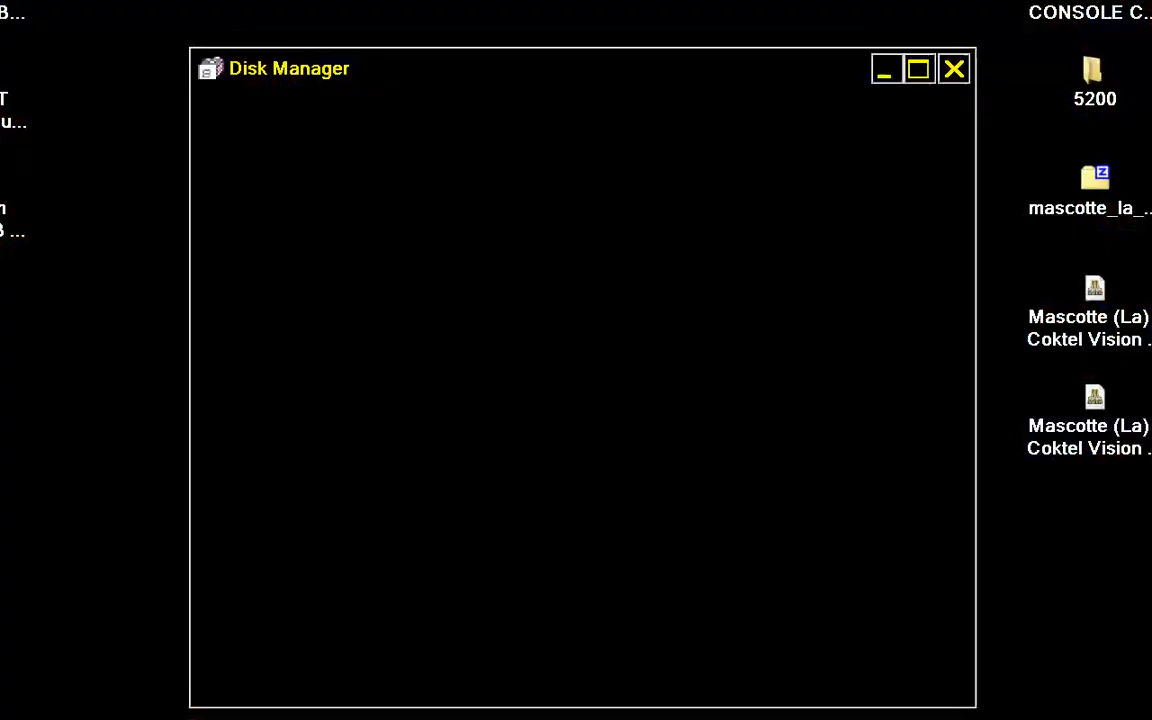 B...
T
u...
B ...
Disk Manager
CONSOLE C...
5200
mascotte_la_...
Mascotte (La)
Coktel Vision .
Mascotte (La)
Coktel Vision .